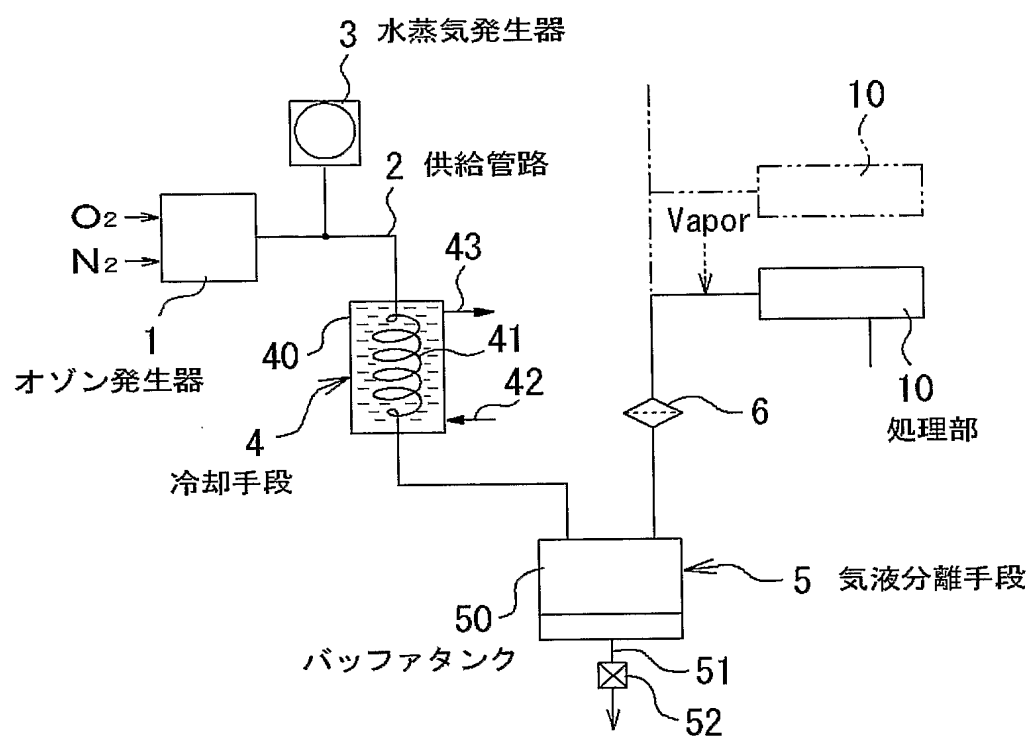 3 水蒸気発生器
2 供給管路
10
O2
N2
Vapor
43
1
オゾン発生器
40
41
42
4
冷却手段
6
10
処理部
5 気液分離手段
50
バッファタンク
51
52